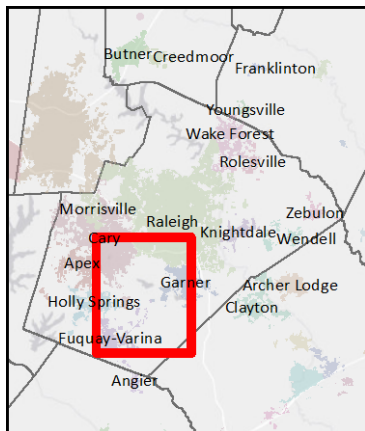 Butner
Creedmoor
Franklinton
Youngsville
Wake Forest
Rolesville
Morrisville
Raleigh
Zebulon
Knightdale
Wendell
Cary
Apex
Garner
Archer Lodge
Holly Springs
Clayton
Fuquay-Varina
Angier